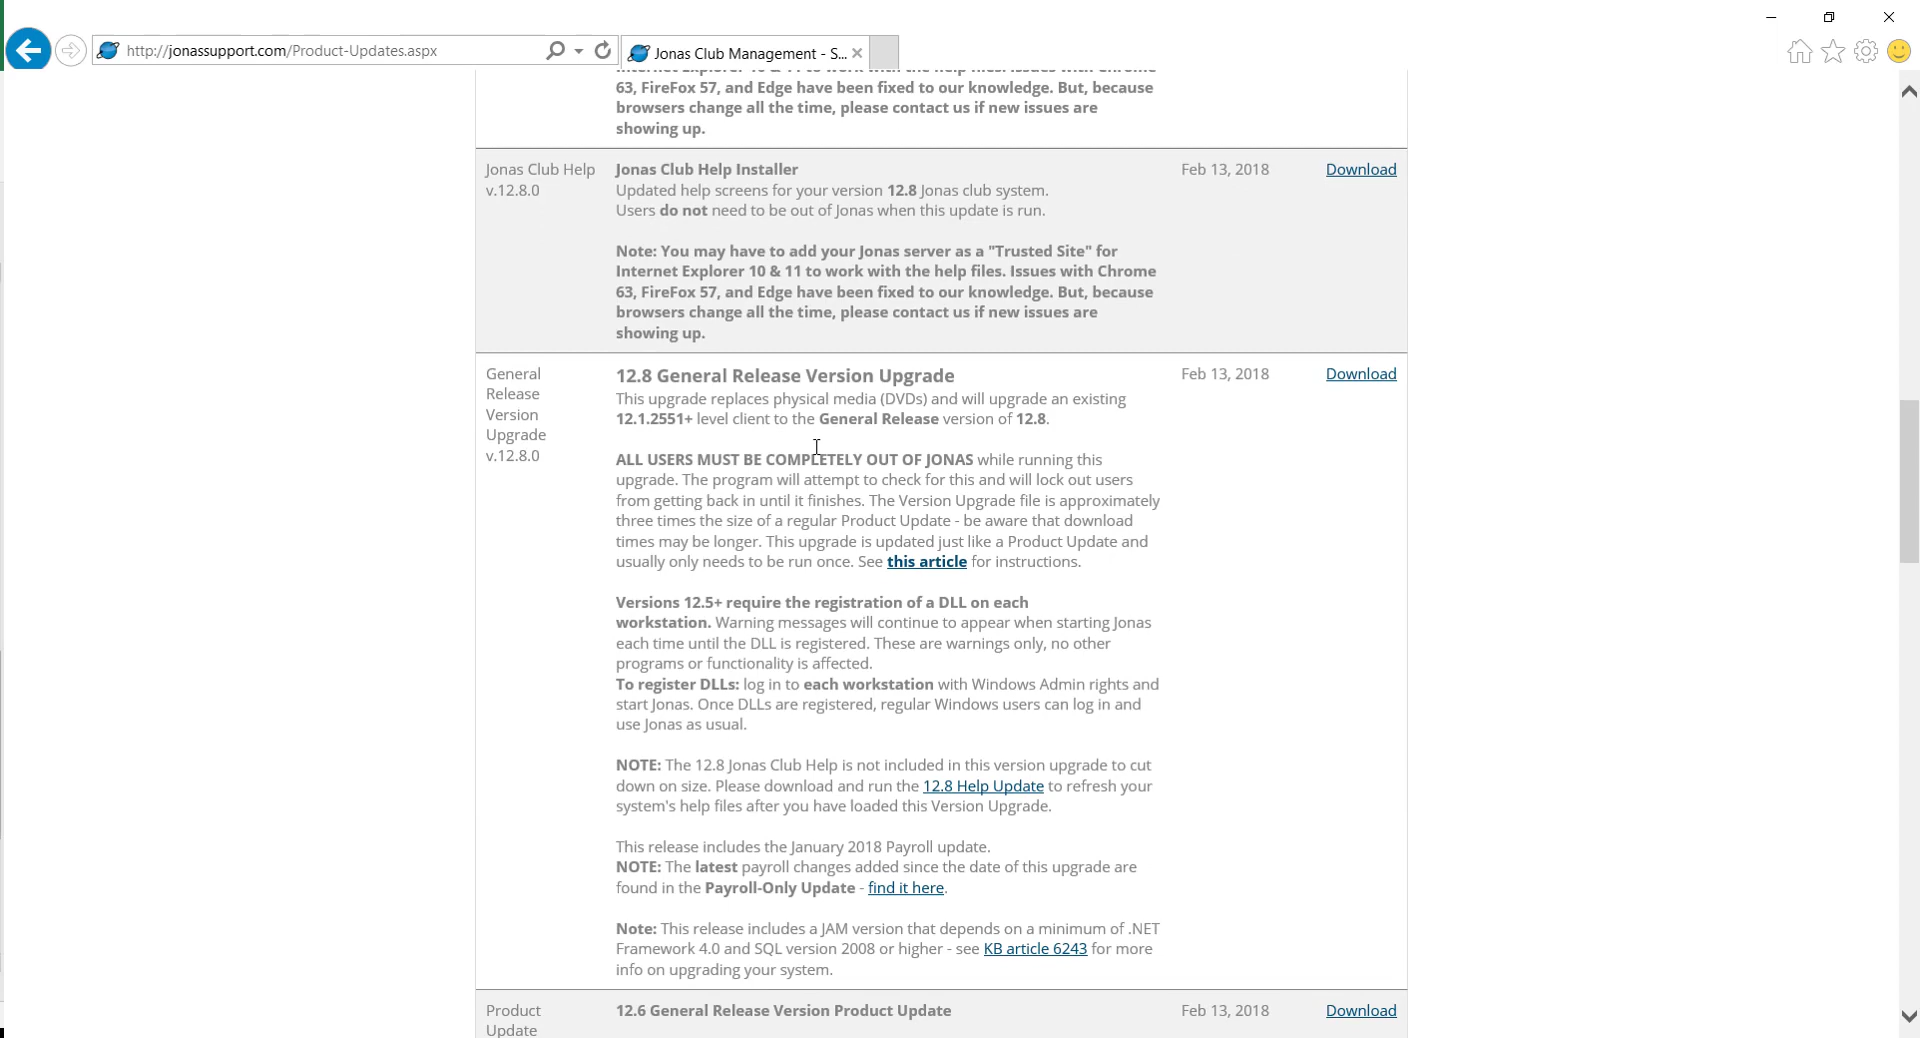 http://jonassupport.com/Product-Updates.aspx
Jonas Club Management - S...
Internet Explorer 10 & 11 to work with the help files. Issues with Chrome
63, FireFox 57, and Edge have been fixed to our knowledge. But, because
browsers change all the time, please contact us if new issues are
showing up.
Jonas Club Help
v.12.8.0
Jonas Club Help Installer
Updated help screens for your version 12.8 Jonas club system.
Users do not need to be out of Jonas when this update is run.
Note: You may have to add your Jonas server as a "Trusted Site" for
Internet Explorer 10 & 11 to work with the help files. Issues with Chrome
63, FireFox 57, and Edge have been fixed to our knowledge. But, because
browsers change all the time, please contact us if new issues are
showing up.
Feb 13, 2018
Download
General
Release
Version
Upgrade
v.12.8.0
12.8 General Release Version Upgrade
This upgrade replaces physical media (DVDs) and will upgrade an existing
12.1.2551+ level client to the General Release version of 12.8.
ALL USERS MUST BE COMPLETELY OUT OF JONAS while running this
upgrade. The program will attempt to check for this and will lock out users
from getting back in until it finishes. The Version Upgrade file is approximately
three times the size of a regular Product Update - be aware that download
times may be longer. This upgrade is updated just like a Product Update and
usually only needs to be run once. See this article for instructions.
Versions 12.5+ require the registration of a DLL on each
workstation. Warning messages will continue to appear when starting Jonas
each time until the DLL is registered. These are warnings only, no other
programs or functionality is affected.
To register DLLs: log in to each workstation with Windows Admin rights and
start Jonas. Once DLLs are registered, regular Windows users can log in and
use Jonas as usual.
NOTE: The 12.8 Jonas Club Help is not included in this version upgrade to cut
down on size. Please download and run the 12.8 Help Update to refresh your
system's help files after you have loaded this Version Upgrade.
This release includes the January 2018 Payroll update.
NOTE: The latest payroll changes added since the date of this upgrade are
found in the Payroll-Only Update - find it here.
Note: This release includes a JAM version that depends on a minimum of .NET
Framework 4.0 and SQL version 2008 or higher - see KB article 6243 for more
info on upgrading your system.
Feb 13, 2018
Download
Product
Update
12.6 General Release Version Product Update
Feb 13, 2018
Download